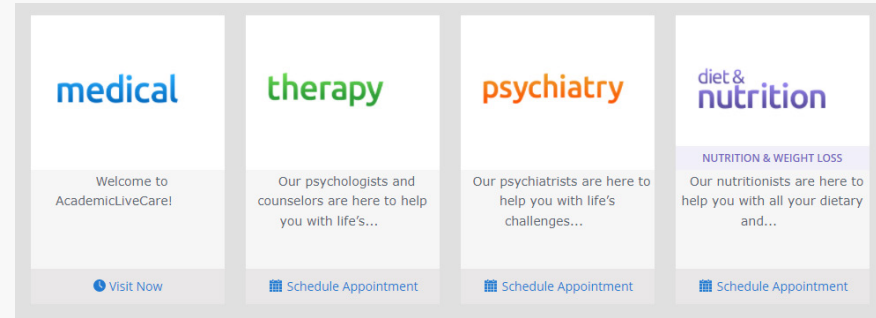 medical
Welcome to
AcademicLiveCare!
Visit Now
therapy
Our psychologists and
counselors are here to help
you with life's...
Schedule Appointment
psychiatry
Our psychiatrists are here to
help you with life's
challenges...
Schedule Appointment
diet &
nutrition
NUTRITION & WEIGHT LOSS
Our nutritionists are here to
help you with all your dietary
and...
Schedule Appointment